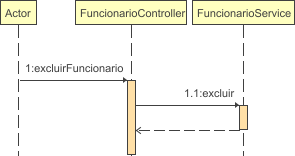 Actor
FuncionarioController
FuncionarioService
1:excluirFuncionario
1.1:excluir